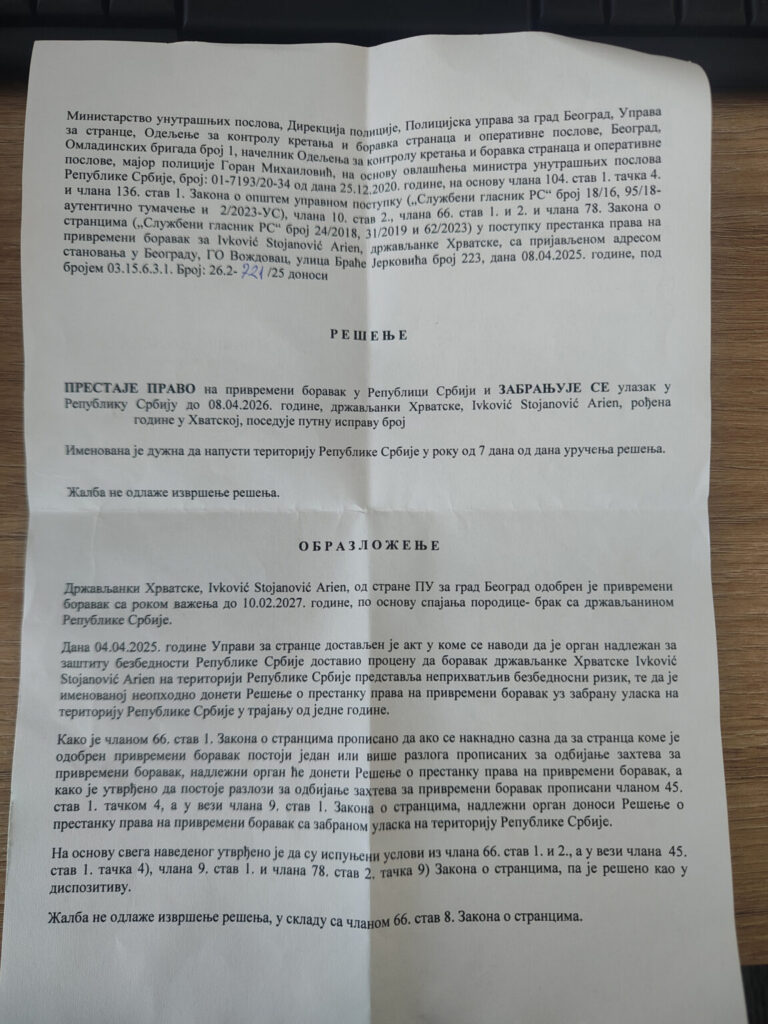 Министарство унутрашњих послова, Дирекција полиције, Полицијска управа за град Београд, Управа
за странце, Одељење за контролу кретања и боравка странаца и оперативне послове, Београд,
Омладинских бригада број 1, начелник Одељења за контролу кретања и боравка странаца и оперативне
послове, мајор полиције Горан Михаиловић, на основу овлашћења министра унутрашњих послова
Републике Србије, број: 01-7193/20-34 од дана 25.12.2020. године, на основу члана 104. став 1. тачка 4.
и члана 136. став 1. Закона о општем управном поступку („Службени гласник РС“ број 18/16, 95/18-
аутентично тумачење и 2/2023-УС), члана 10. став 2., члана 66. став 1. и 2. и члана 78. Закона о
странцима („Службени гласник РС“ број 24/2018, 31/2019 и 62/2023) у поступку престанка права на
привремени боравак за Ivković Stojanović Arien, држављанке Хрватске, са пријављеном адресом
становања у Београду, ГО Вождовац, улица Браће Јерковића број 223, дана 08.04.2025. године, под
бројем 03.15.6.3.1. Број: 26.2-721/25 доноси
РЕШЕЊЕ
ПРЕСТАЈЕ ПРАВО на привремени боравак у Републици Србији и ЗАБРАЊУЈЕ СЕ улазак у
Републику Србију до 08.04.2026. године, држављанки Хрватске, Ivković Stojanović Arien, рођена
године у Хватској, поседује путну исправу број
Именована је дужна да напусти територију Републике Србије у року од 7 дана од дана уручења решења.
Жалба не одлаже извршење решења.
ОБРАЗЛОЖЕЊЕ
Држављанки Хрватске, Ivković Stojanović Arien, од стране ПУ за град Београд одобрен је привремени
боравак са роком важења до 10.02.2027. године, по основу спајања породице- брак са држављанином
Републике Србије.
Дана 04.04.2025. године Управи за странце достављен је акт у коме се наводи да је орган надлежан за
заштиту безбедности Републике Србије доставио процену да боравак држављанке Хрватске Ivković
Stojanović Arien на територији Републике Србије представља неприхватљив безбедносни ризик, те да је
именованој неопходно донети Решење о престанку права на привремени боравак уз забрану уласка на
територију Републике Србије у трајању од једне године.
Како је чланом 66. став 1. Закона о странцима прописано да ако се накнадно сазна да за странца коме је
одобрен привремени боравак постоји један или више разлога прописаних за одбијање захтева за
привремени боравак, надлежни орган ће донети Решење о престанку права на привремени боравак, а
како је утврђено да постоје разлози за одбијање захтева за привремени боравак прописани чланом 45.
став 1. тачком 4, а у вези члана 9. став 1. Закона о странцима, надлежни орган доноси Решење о
престанку права на привремени боравак са забраном уласка на територију Републике Србије.
На основу свега наведеног утврђено је да су испуњени услови из члана 66. став 1. и 2., а у вези члана 45.
став 1. тачка 4), члана 9. став 1. и члана 78. став 2. тачка 9) Закона о странцима, па је решено као у
диспозитиву.
Жалба не одлаже извршење решења, у складу са чланом 66. став 8. Закона о странцима.